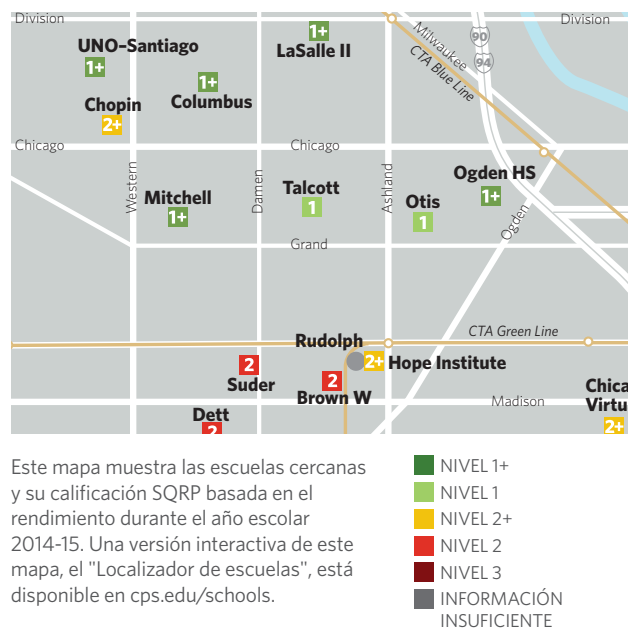 Division
Division
UNO–Santiago
1+
LaSalle II
1+
Milwaukee
CTA Blue Line
90
94
Columbus
1+
Chopin
2+
Chicago
Chicago
Western
Damen
Ashland
Ogden
Mitchell
1+
Talcott
1
Otis
1
Ogden HS
1+
Grand
CTA Green Line
Rudolph
2+ Hope Institute
2
Suder
2
Brown W
Madison
Dett
2
Chica
Virtu
2+
Este mapa muestra las escuelas cercanas
y su calificación SQRP basada en el
rendimiento durante el año escolar
2014-15. Una versión interactiva de este
mapa, el "Localizador de escuelas", está
disponible en cps.edu/schools.
NIVEL 1+
NIVEL 1
NIVEL 2+
NIVEL 2
NIVEL 3
INFORMACIÓN
INSUFICIENTE